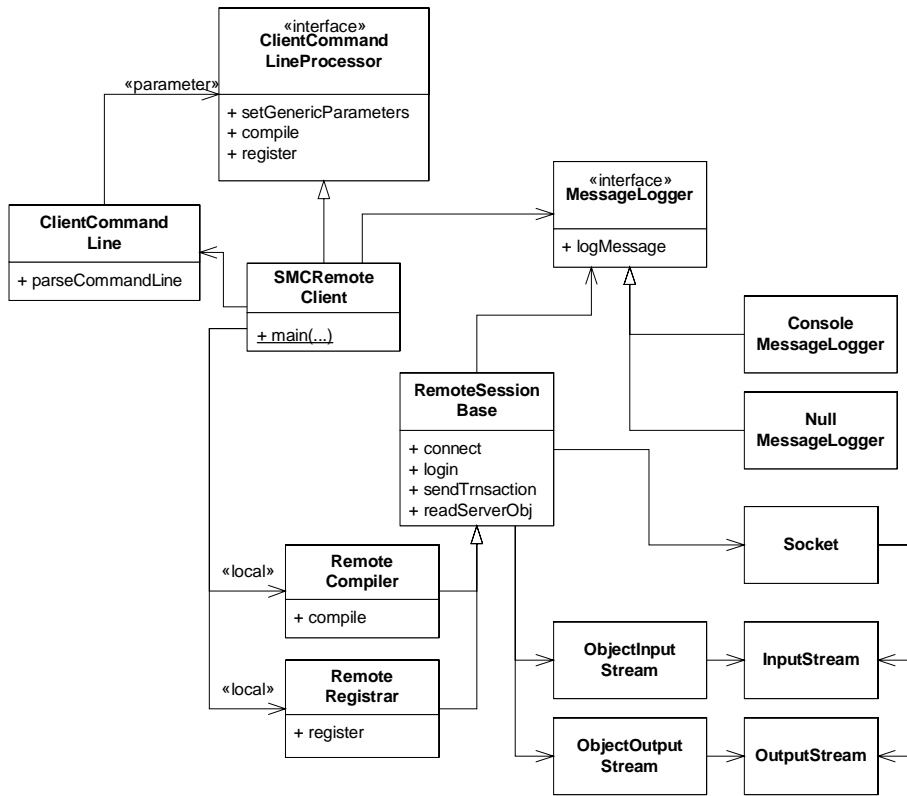 «interface»
ClientCommand
LineProcessor
+ setGenericParameters
+ compile
+ register
«parameter»
«interface»
MessageLogger
+ logMessage
ClientCommand
Line
+ parseCommandLine
SMCRemote
Client
+ main(...)
Console
MessageLogger
RemoteSession
Base
+ connect
+ login
+ sendTrnsaction
+ readServerObj
Null
MessageLogger
Socket
«local»
Remote
Compiler
+ compile
ObjectInput
Stream
InputStream
«local»
Remote
Registrar
+ register
ObjectOutput
Stream
OutputStream